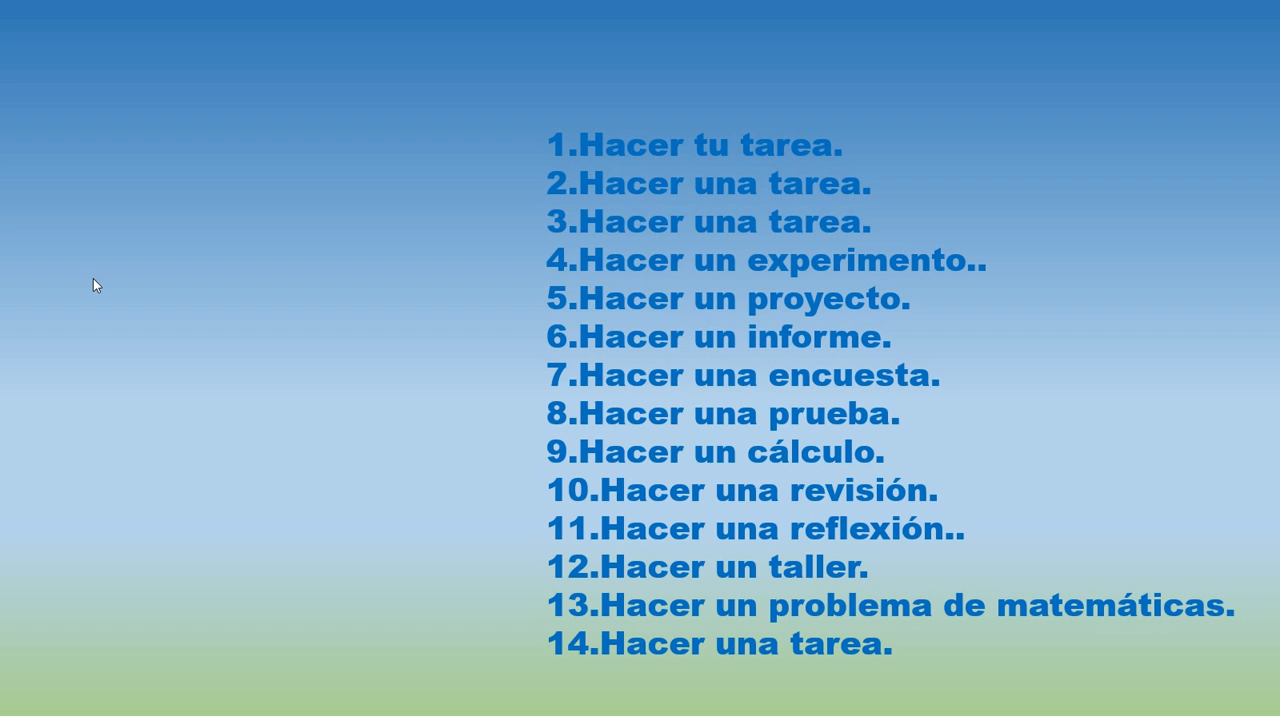 1.Hacer tu tarea.
2.Hacer una tarea.
3.Hacer una tarea.
4.Hacer un experimento..
5.Hacer un proyecto.
6.Hacer un informe.
7.Hacer una encuesta.
8.Hacer una prueba.
9.Hacer un cálculo.
10.Hacer una revisión.
11.Hacer una reflexión..
12.Hacer un taller.
13.Hacer un problema de matemáticas.
14.Hacer una tarea.